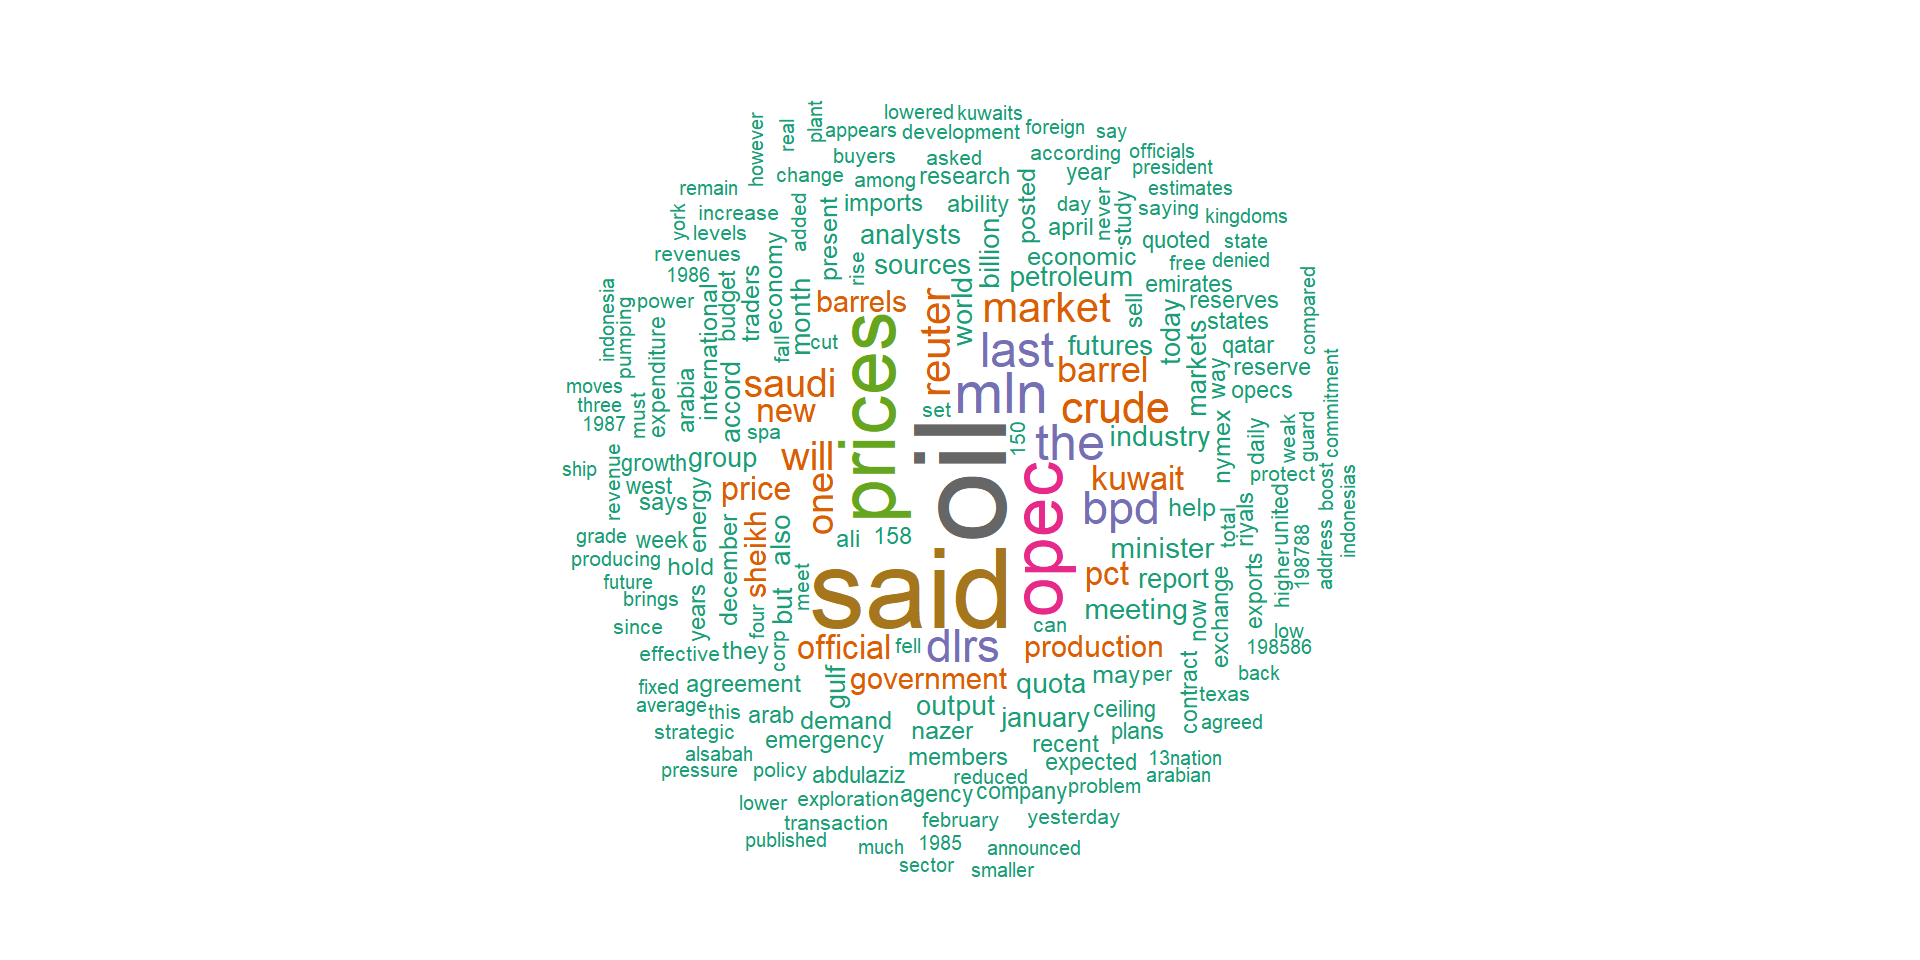 lowered kuwaits
however real plant appears development foreign say
buyers asked according officials
change among research year president
remain estimates
york increase added present imports ability posted day never study saying kingdoms
levels economy analysts billion april quoted state
revenues rise sources economic free denied
1986 petroleum emirates
indonesia pumping power international budget traders month barrels reuter world market sell today reserves compared
expenditure fall cut prices last futures markets states
qatar
moves arabia accord saudi mln barrel way reserve commitment
three must new set crude opecs
1987 spa oil 150 the industry nymex daily weak guard
ship revenue growth group will opec kuwait protect boost indonesias
west energy price one bpd help total riyals united
says
grade week december sheikh also ali 158 minister exchange exports higher 198788 address
producing hold meet said pct report
future years four but meeting now
brings
since can low
effective they corp official fell dlrs production 198586
fixed agreement gulf government quota may per contract back
average this arab demand output january ceiling texas
strategic emergency nazer recent plans agreed
alsabah members expected 13nation
pressure policy abdulaziz reduced problem arabian
lower exploration agency company
transaction february yesterday
published much 1985 announced
sector smaller